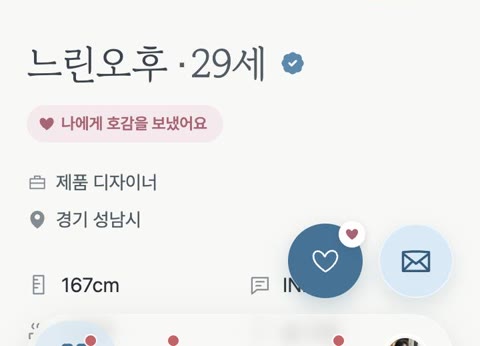 느린오후 · 29세
나에게 호감을 보냈어요
제품 디자이너
경기 성남시
167cm
IN